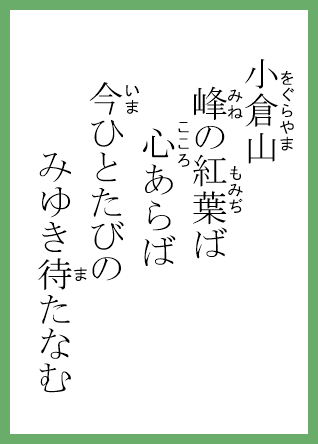 小倉山
峰の紅葉ば
心あらば
今ひとたびの
みゆき待たなむ
をぐらやま
みね
もみぢ
こころ
いま
ま